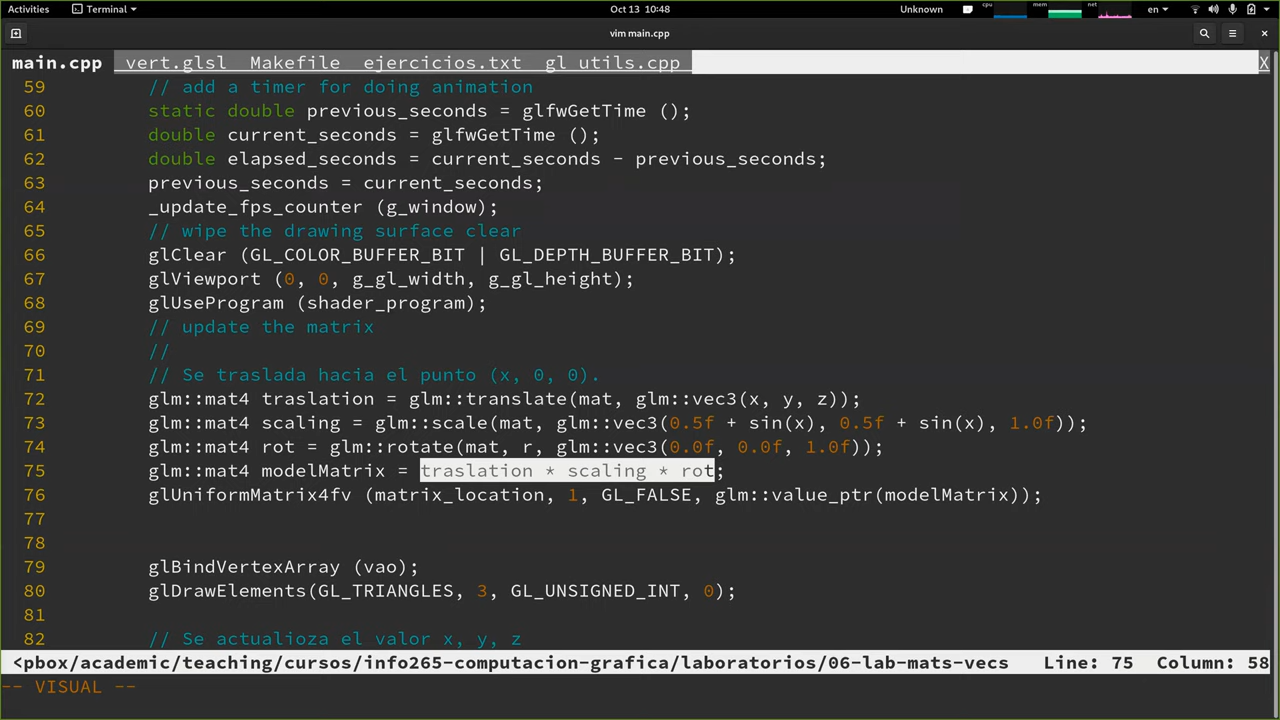 Activities Terminal Oct 13 10:48 Unknown cpu mem net en
vim main.cpp
main.cpp vert.glsl Makefile ejercicios.txt gl_utils.cpp X
59 // add a timer for doing animation
60 static double previous_seconds = glfwGetTime ();
61 double current_seconds = glfwGetTime ();
62 double elapsed_seconds = current_seconds - previous_seconds;
63 previous_seconds = current_seconds;
64 _update_fps_counter (g_window);
65 // wipe the drawing surface clear
66 glClear (GL_COLOR_BUFFER_BIT | GL_DEPTH_BUFFER_BIT);
67 glViewport (0, 0, g_gl_width, g_gl_height);
68 glUseProgram (shader_program);
69 // update the matrix
70 //
71 // Se traslada hacia el punto (x, 0, 0).
72 glm::mat4 traslation = glm::translate(mat, glm::vec3(x, y, z));
73 glm::mat4 scaling = glm::scale(mat, glm::vec3(0.5f + sin(x), 0.5f + sin(x), 1.0f));
74 glm::mat4 rot = glm::rotate(mat, r, glm::vec3(0.0f, 0.0f, 1.0f));
75 glm::mat4 modelMatrix = traslation * scaling * rot;
76 glUniformMatrix4fv (matrix_location, 1, GL_FALSE, glm::value_ptr(modelMatrix));
77
78
79 glBindVertexArray (vao);
80 glDrawElements(GL_TRIANGLES, 3, GL_UNSIGNED_INT, 0);
81
82 // Se actualioza el valor x, y, z
<pbox/academic/teaching/cursos/info265-computacion-grafica/laboratorios/06-lab-mats-vecs Line: 75 Column: 58
-- VISUAL --